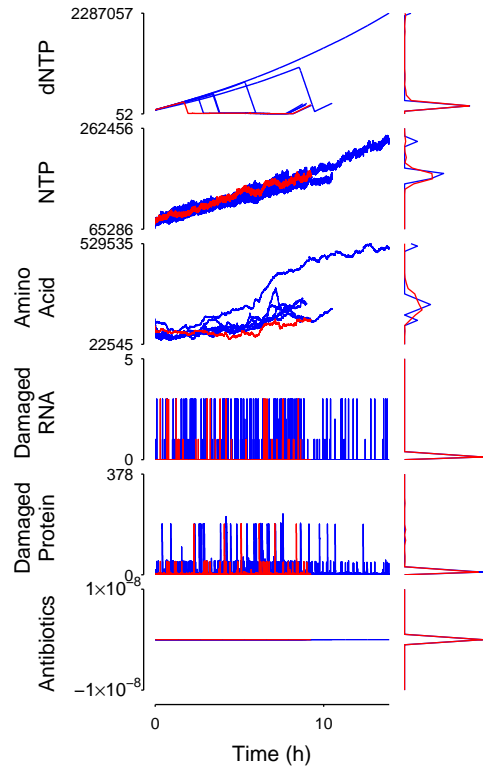 2287057
dNTP
52
262456
NTP
65286
529535
Amino
Acid
22545
5
Damaged
RNA
0
378
Damaged
Protein
0
1×10⁻⁸
Antibiotics
−1×10⁻⁸
0 10
Time (h)